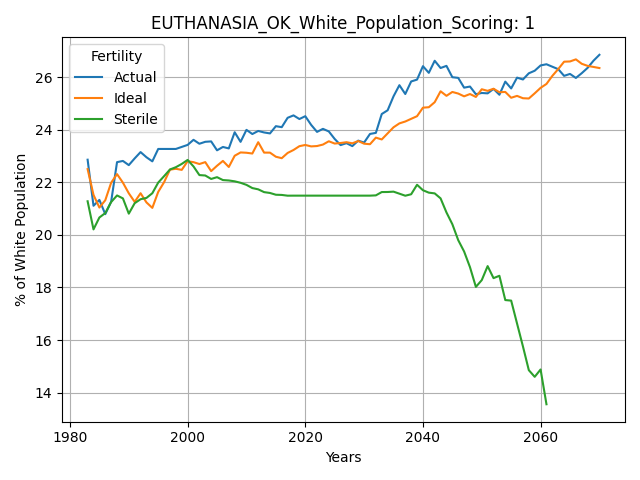 EUTHANASIA_OK_White_Population_Scoring: 1
Fertility
Actual
Ideal
Sterile
% of White Population
26
24
22
20
18
16
14
1980
2000
2020
2040
2060
Years